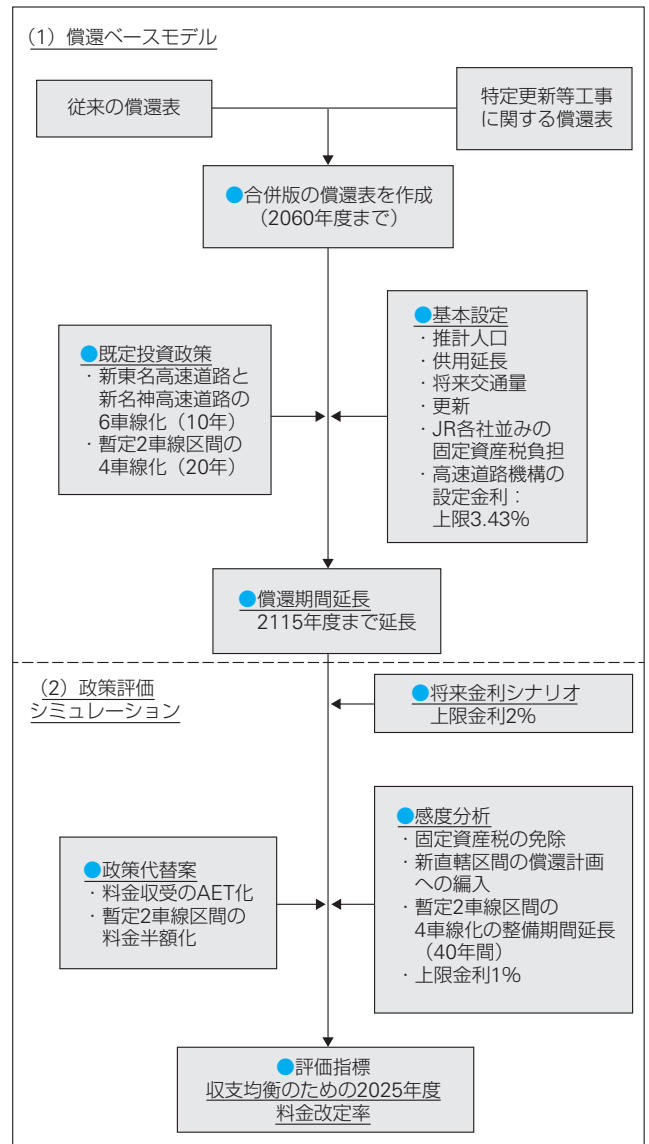 (1) 償還ベースモデル
従来の償還表
特定更新等工事
に関する償還表
●合併版の償還表を作成
(2060年度まで)
●既定投資政策
・新東名高速道路と
新名神高速道路の
6車線化(10年)
・暫定2車線区間の
4車線化(20年)
●基本設定
・推計人口
・供用延長
・将来交通量
・更新
・JR各社並みの
固定資産税負担
・高速道路機構の
設定金利:
上限3.43%
●償還期間延長
2115年度まで延長
(2) 政策評価
シミュレーション
●将来金利シナリオ
上限金利2%
●政策代替案
・料金収受のAET化
・暫定2車線区間の
料金半額化
●感度分析
・固定資産税の免除
・新直轄区間の償還計画
への編入
・暫定2車線区間の
4車線化の整備期間延長
(40年間)
・上限金利1%
●評価指標
収支均衡のための2025年度
料金改定率